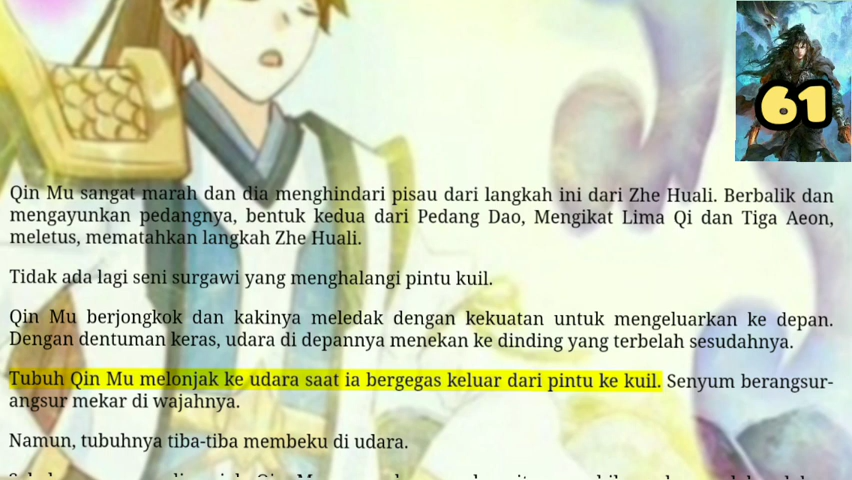 61
Qin Mu sangat marah dan dia menghindari pisau dari langkah ini dari Zhe Huali. Berbalik dan
mengayunkan pedangnya, bentuk kedua dari Pedang Dao, Mengikat Lima Qi dan Tiga Aeon,
meletus, mematahkan langkah Zhe Huali.
Tidak ada lagi seni surgawi yang menghalangi pintu kuil.
Qin Mu berjongkok dan kakinya meledak dengan kekuatan untuk mengeluarkan ke depan.
Dengan dentuman keras, udara di depannya menekan ke dinding yang terbelah sesudahnya.
Tubuh Qin Mu melonjak ke udara saat ia bergegas keluar dari pintu ke kuil. Senyum berangsur-
angsur mekar di wajahnya.
Namun, tubuhnya tiba-tiba membeku di udara.